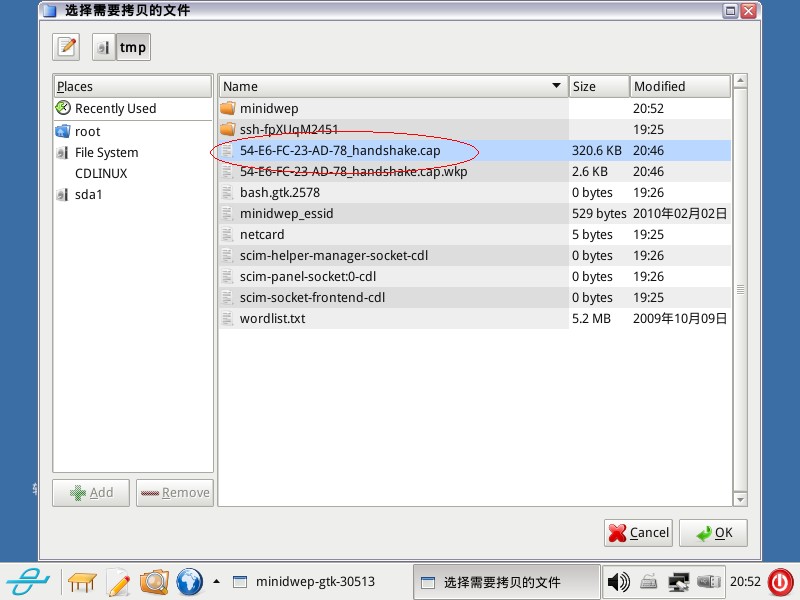 选择需要拷贝的文件
tmp
Places
Recently Used
root
File System
CDLINUX
sda1
Add
Remove
Name Size Modified
minidwep 20:52
ssh-fpXUqM2451 19:25
54-E6-FC-23-AD-78_handshake.cap 320.6 KB 20:46
54-E6-FC-23-AD-78_handshake.cap.wkp 2.6 KB 20:46
bash.gtk.2578 0 bytes 19:26
minidwep_essid 529 bytes 2010年02月02日
netcard 5 bytes 19:25
scim-helper-manager-socket-cdl 0 bytes 19:26
scim-panel-socket:0-cdl 0 bytes 19:26
scim-socket-frontend-cdl 0 bytes 19:25
wordlist.txt 5.2 MB 2009年10月09日
Cancel
OK
minidwep-gtk-30513
选择需要拷贝的文件
20:52